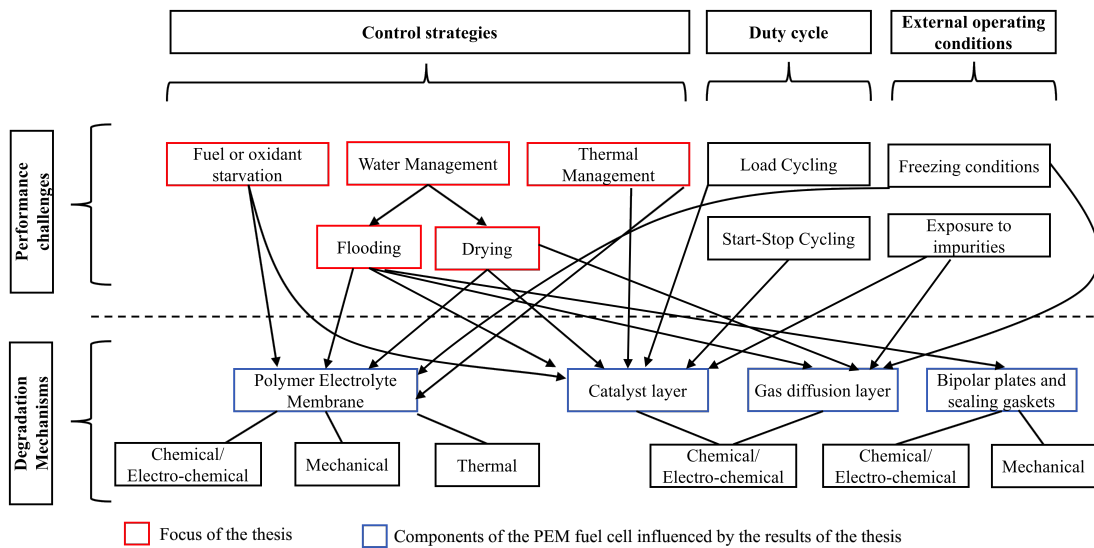 Control strategies
Duty cycle
External operating
conditions
Performance
challenges
Fuel or oxidant
starvation
Water Management
Thermal
Management
Load Cycling
Freezing conditions
Flooding
Drying
Start-Stop Cycling
Exposure to
impurities
Degradation
Mechanisms
Polymer Electrolyte
Membrane
Catalyst layer
Gas diffusion layer
Bipolar plates and
sealing gaskets
Chemical/
Electro-chemical
Mechanical
Thermal
Chemical/
Electro-chemical
Chemical/
Electro-chemical
Mechanical
Focus of the thesis
Components of the PEM fuel cell influenced by the results of the thesis